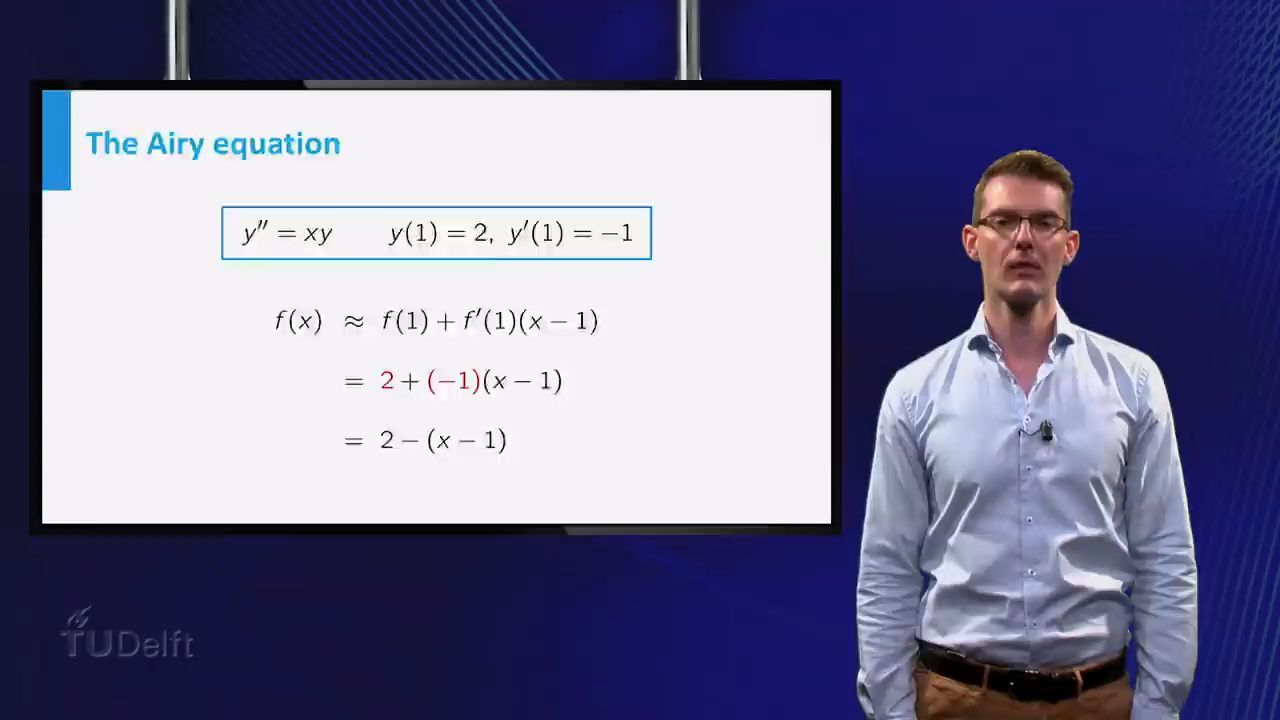 The Airy equation
y″ = xy y(1) = 2, y′(1) = −1
f(x) ≈ f(1) + f′(1)(x − 1)
= 2 + (−1)(x − 1)
= 2 − (x − 1)
TUDelft